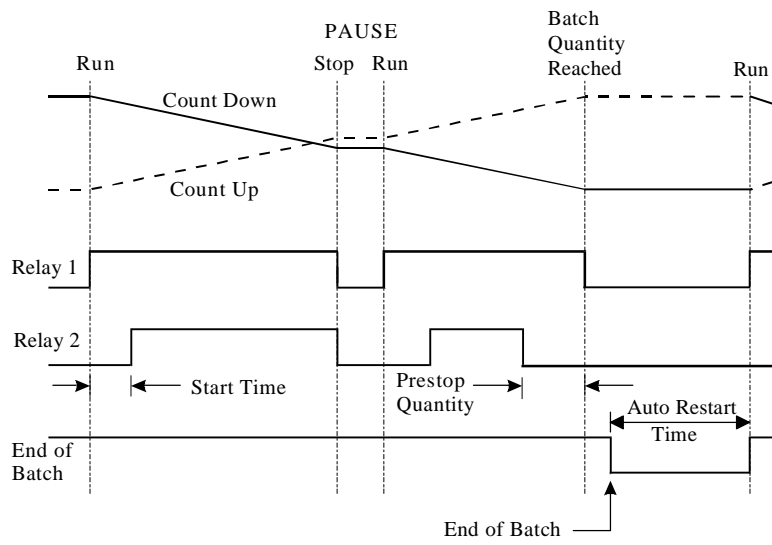 PAUSE
Batch
Quantity
Reached
Run
Stop
Run
Run
Count Down
Count Up
Relay 1
Relay 2
Start Time
Prestop
Quantity
Auto Restart
Time
End of
Batch
End of Batch